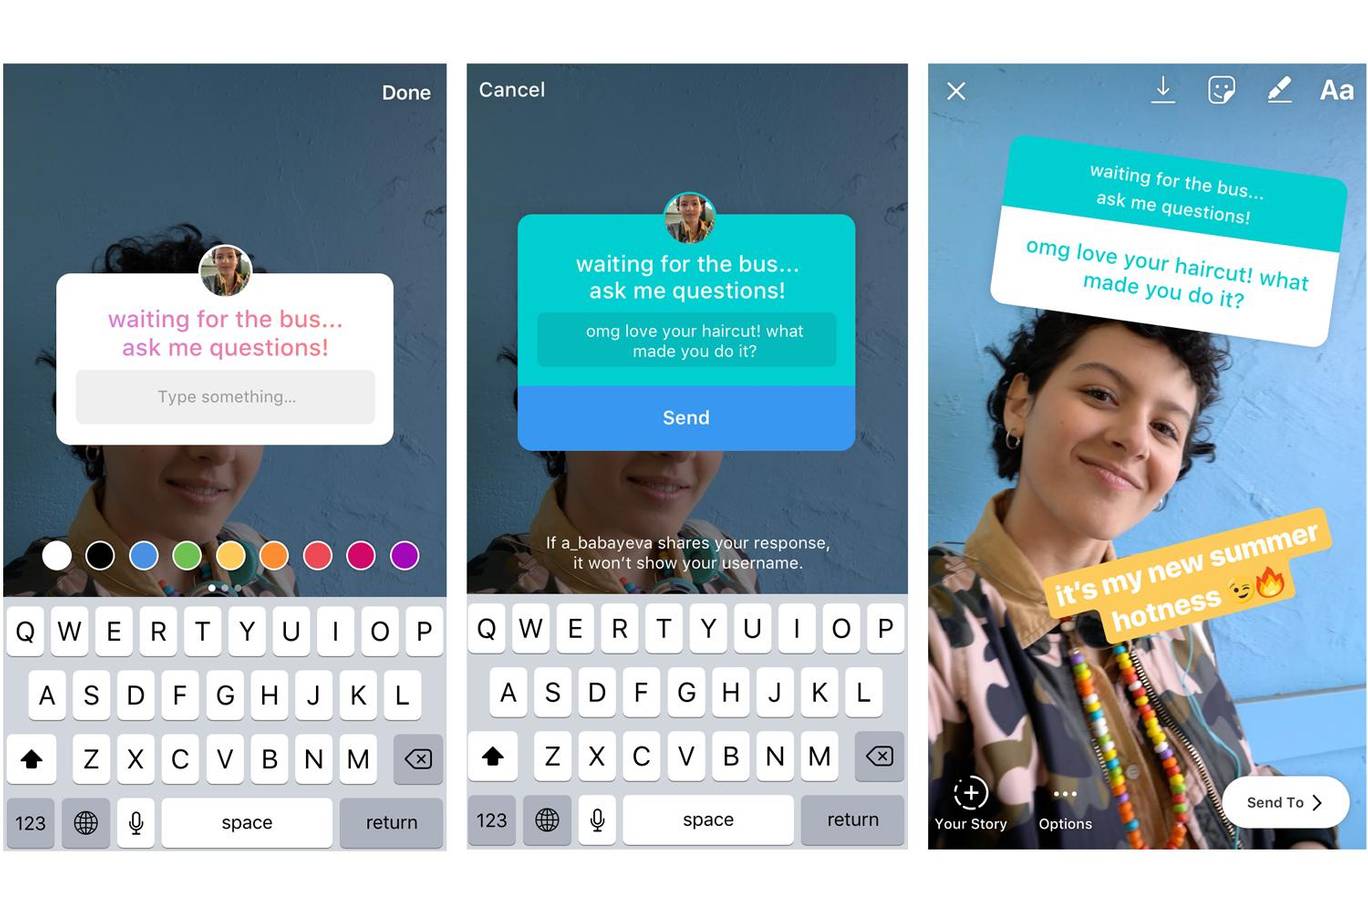 Done
waiting for the bus...
ask me questions!
Type something...
Q W E R T Y U I O P
A S D F G H J K L
Z X C V B N M
123 space return
Cancel
waiting for the bus...
ask me questions!
omg love your haircut! what
made you do it?
Send
If a_babayeva shares your response,
it won't show your username.
Q W E R T Y U I O P
A S D F G H J K L
Z X C V B N M
123 space return
Aa
waiting for the bus...
ask me questions!
omg love your haircut! what
made you do it?
it's my new summer
hotness 😉🔥
Your Story Options Send To